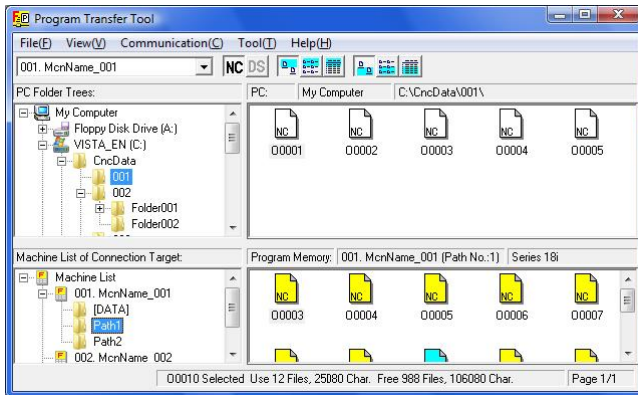 Program Transfer Tool
File(F) View(V) Communication(C) Tool(T) Help(H)
001. McnName_001 NC DS
PC Folder Trees:
My Computer
Floppy Disk Drive (A:)
VISTA_EN (C:)
CncData
001
002
Folder001
Folder002
PC: My Computer C:\CncData\001\
NC NC NC NC NC
O0001 O0002 O0003 O0004 O0005
Machine List of Connection Target:
Machine List
001. McnName_001
[DATA]
Path1
Path2
002. McnName_002
Program Memory: 001. McnName_001 (Path No.:1) Series 18i
NC NC NC NC NC
O0003 O0004 O0005 O0006 O0007
O0010 Selected Use 12 Files, 25080 Char. Free 988 Files, 106080 Char. Page 1/1